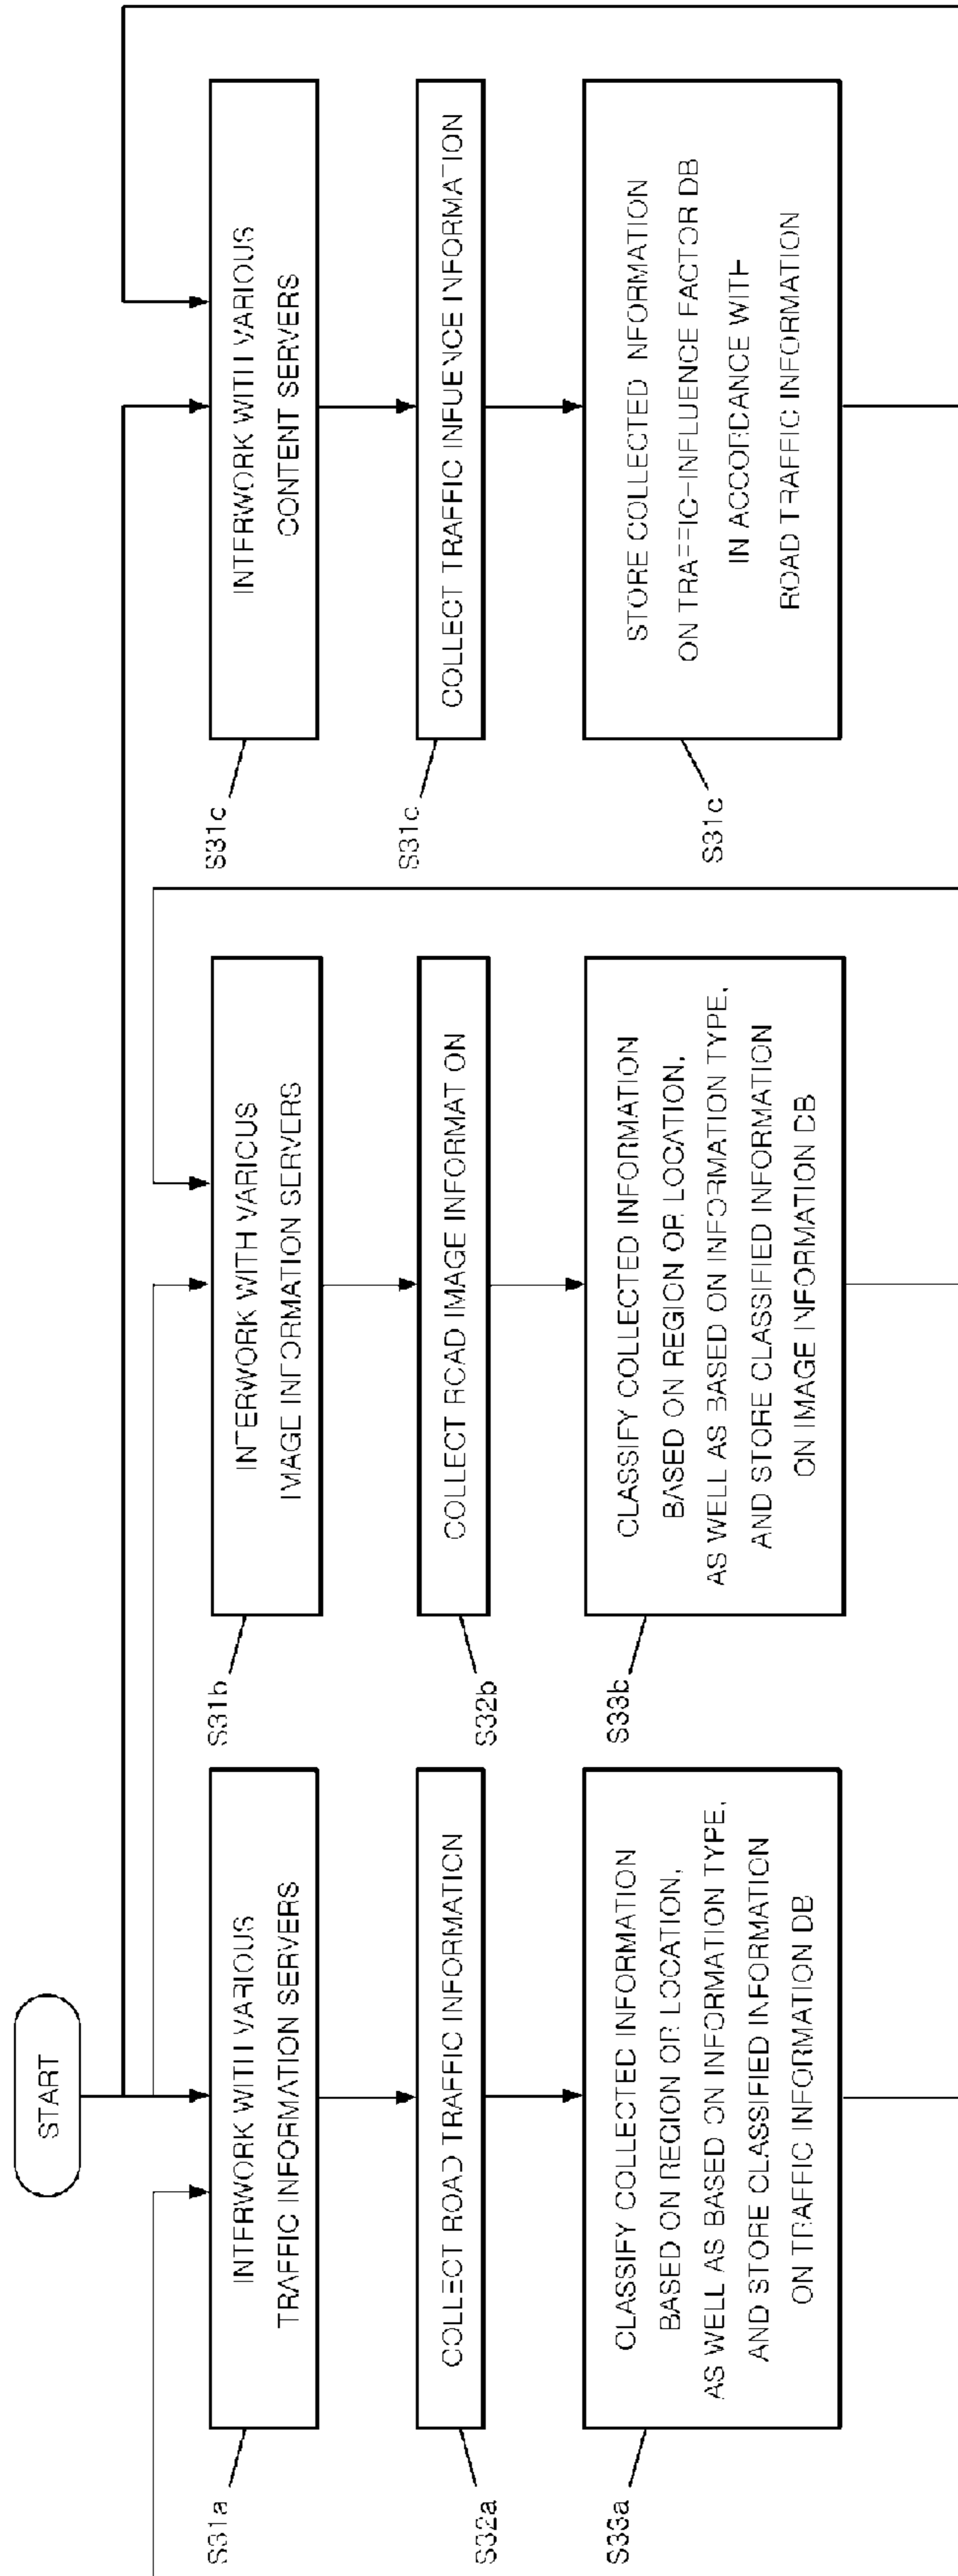 START
S31a
INTERWORK WITH VARIOUS
TRAFFIC INFORMATION SERVERS
S32a
COLLECT ROAD TRAFFIC INFORMATION
S33a
CLASSIFY COLLECTED INFORMATION
BASED ON REGION OR LOCATION,
AS WELL AS BASED ON INFORMATION TYPE,
AND STORE CLASSIFIED INFORMATION
ON TRAFFIC INFORMATION DB
S31b
INTERWORK WITH VARIOUS
IMAGE INFORMATION SERVERS
S32b
COLLECT ROAD IMAGE INFORMATION
S33b
CLASSIFY COLLECTED INFORMATION
BASED ON REGION OR LOCATION,
AS WELL AS BASED ON INFORMATION TYPE,
AND STORE CLASSIFIED INFORMATION
ON IMAGE INFORMATION DB
S31c
INTERWORK WITH VARIOUS
CONTENT SERVERS
S31c
COLLECT TRAFFIC INFUENCE INFORMATION
S31c
STORE COLLECTED INFORMATION
ON TRAFFIC-INFLUENCE FACTOR DB
IN ACCORDANCE WITH
ROAD TRAFFIC INFORMATION